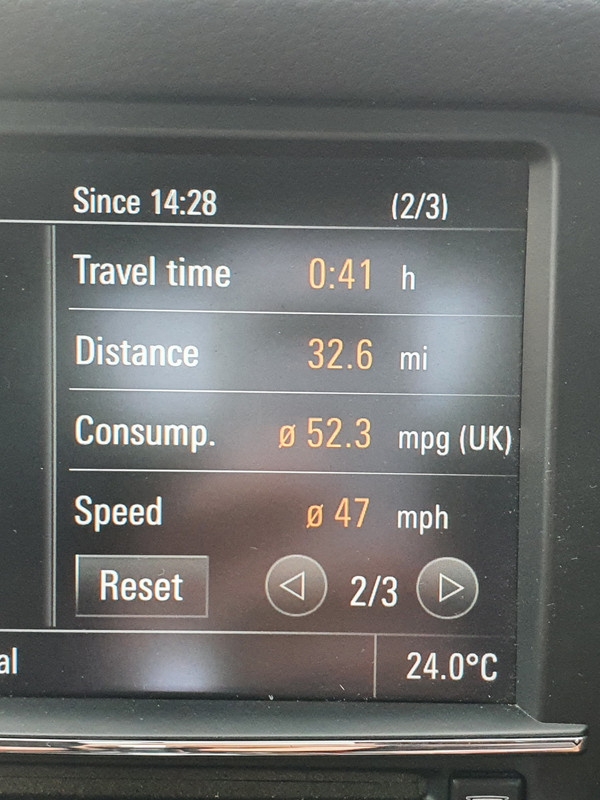 Since 14:28 (2/3)
Travel time 0:41 h
Distance 32.6 mi
Consump. ø 52.3 mpg (UK)
Speed ø 47 mph
Reset 2/3
al 24.0°C